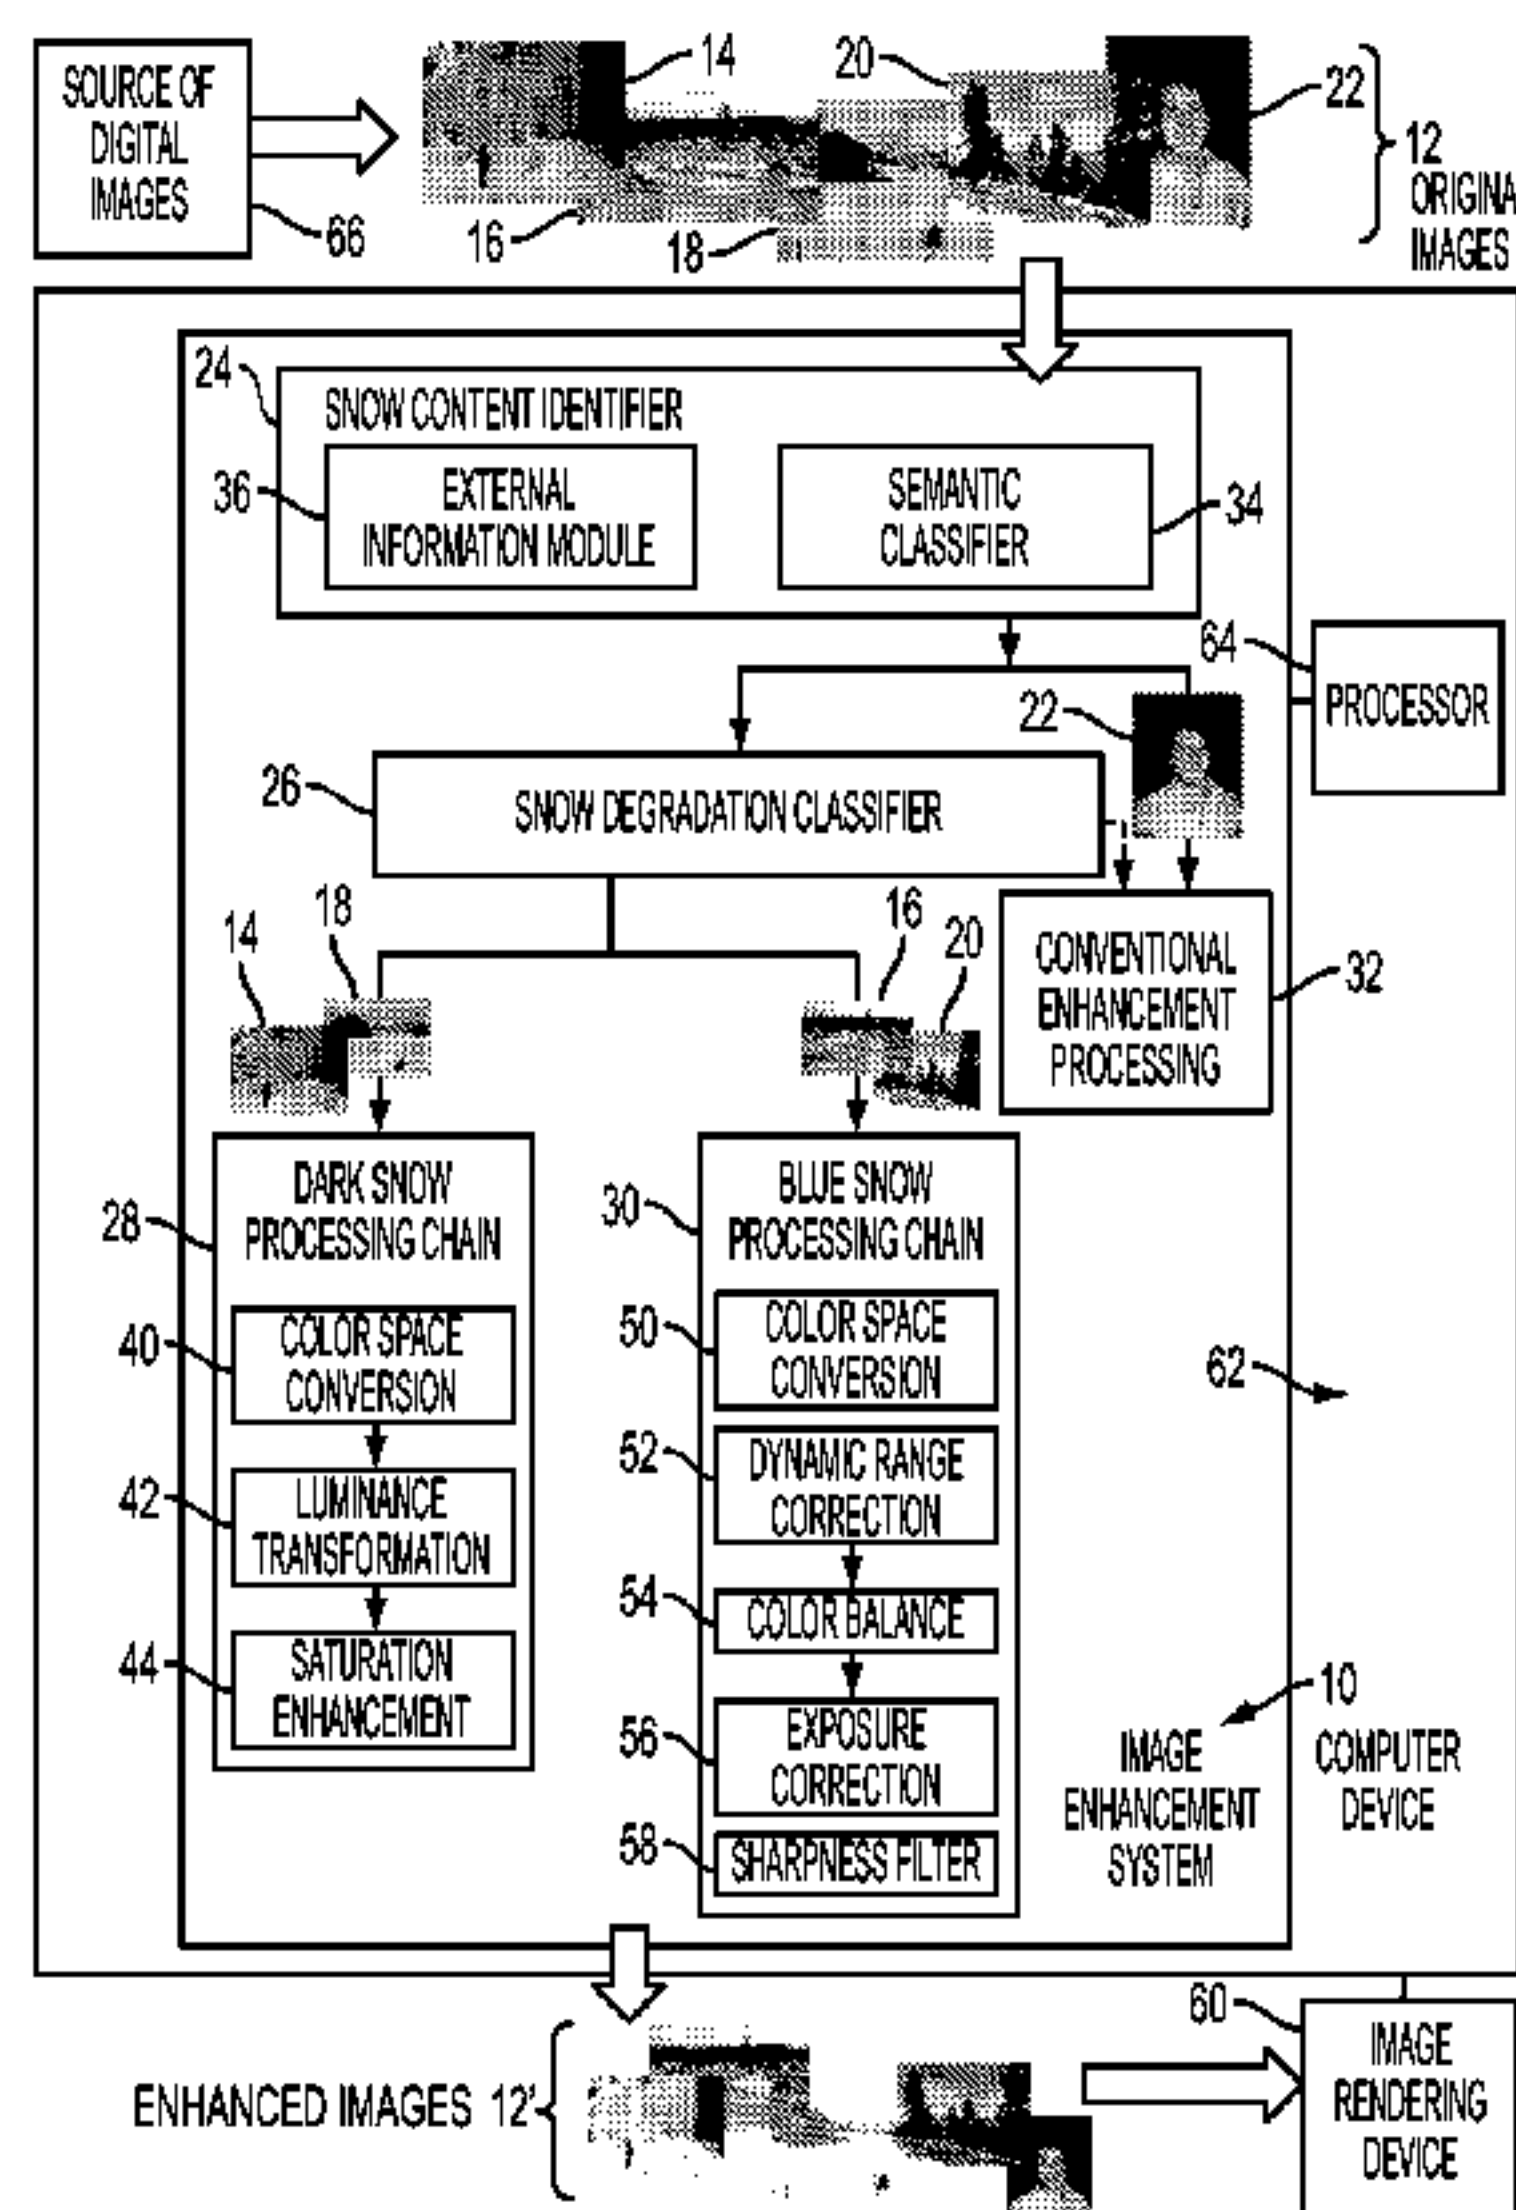 SOURCE OF
DIGITAL
IMAGES
66
14
16
18
20
22
12
ORIGINA
IMAGES
24
SNOW CONTENT IDENTIFIER
36
EXTERNAL
INFORMATION MODULE
SEMANTIC
CLASSIFIER
34
64
PROCESSOR
22
26
SNOW DEGRADATION CLASSIFIER
14
18
16
20
CONVENTIONAL
ENHANCEMENT
PROCESSING
32
28
DARK SNOW
PROCESSING CHAIN
40
COLOR SPACE
CONVERSION
42
LUMINANCE
TRANSFORMATION
44
SATURATION
ENHANCEMENT
30
BLUE SNOW
PROCESSING CHAIN
50
COLOR SPACE
CONVERSION
52
DYNAMIC RANGE
CORRECTION
54
COLOR BALANCE
56
EXPOSURE
CORRECTION
58
SHARPNESS FILTER
62
10
IMAGE
ENHANCEMENT
SYSTEM
COMPUTER
DEVICE
ENHANCED IMAGES 12'
60
IMAGE
RENDERING
DEVICE